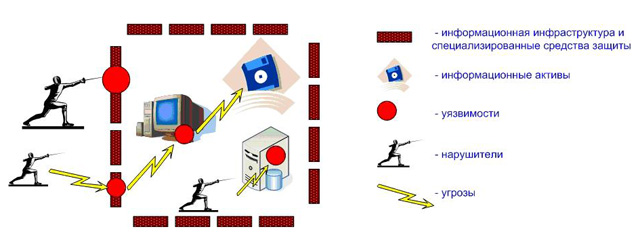 - информационная инфраструктура и
специализированные средства защиты
- информационные активы
- уязвимости
- нарушители
- угрозы